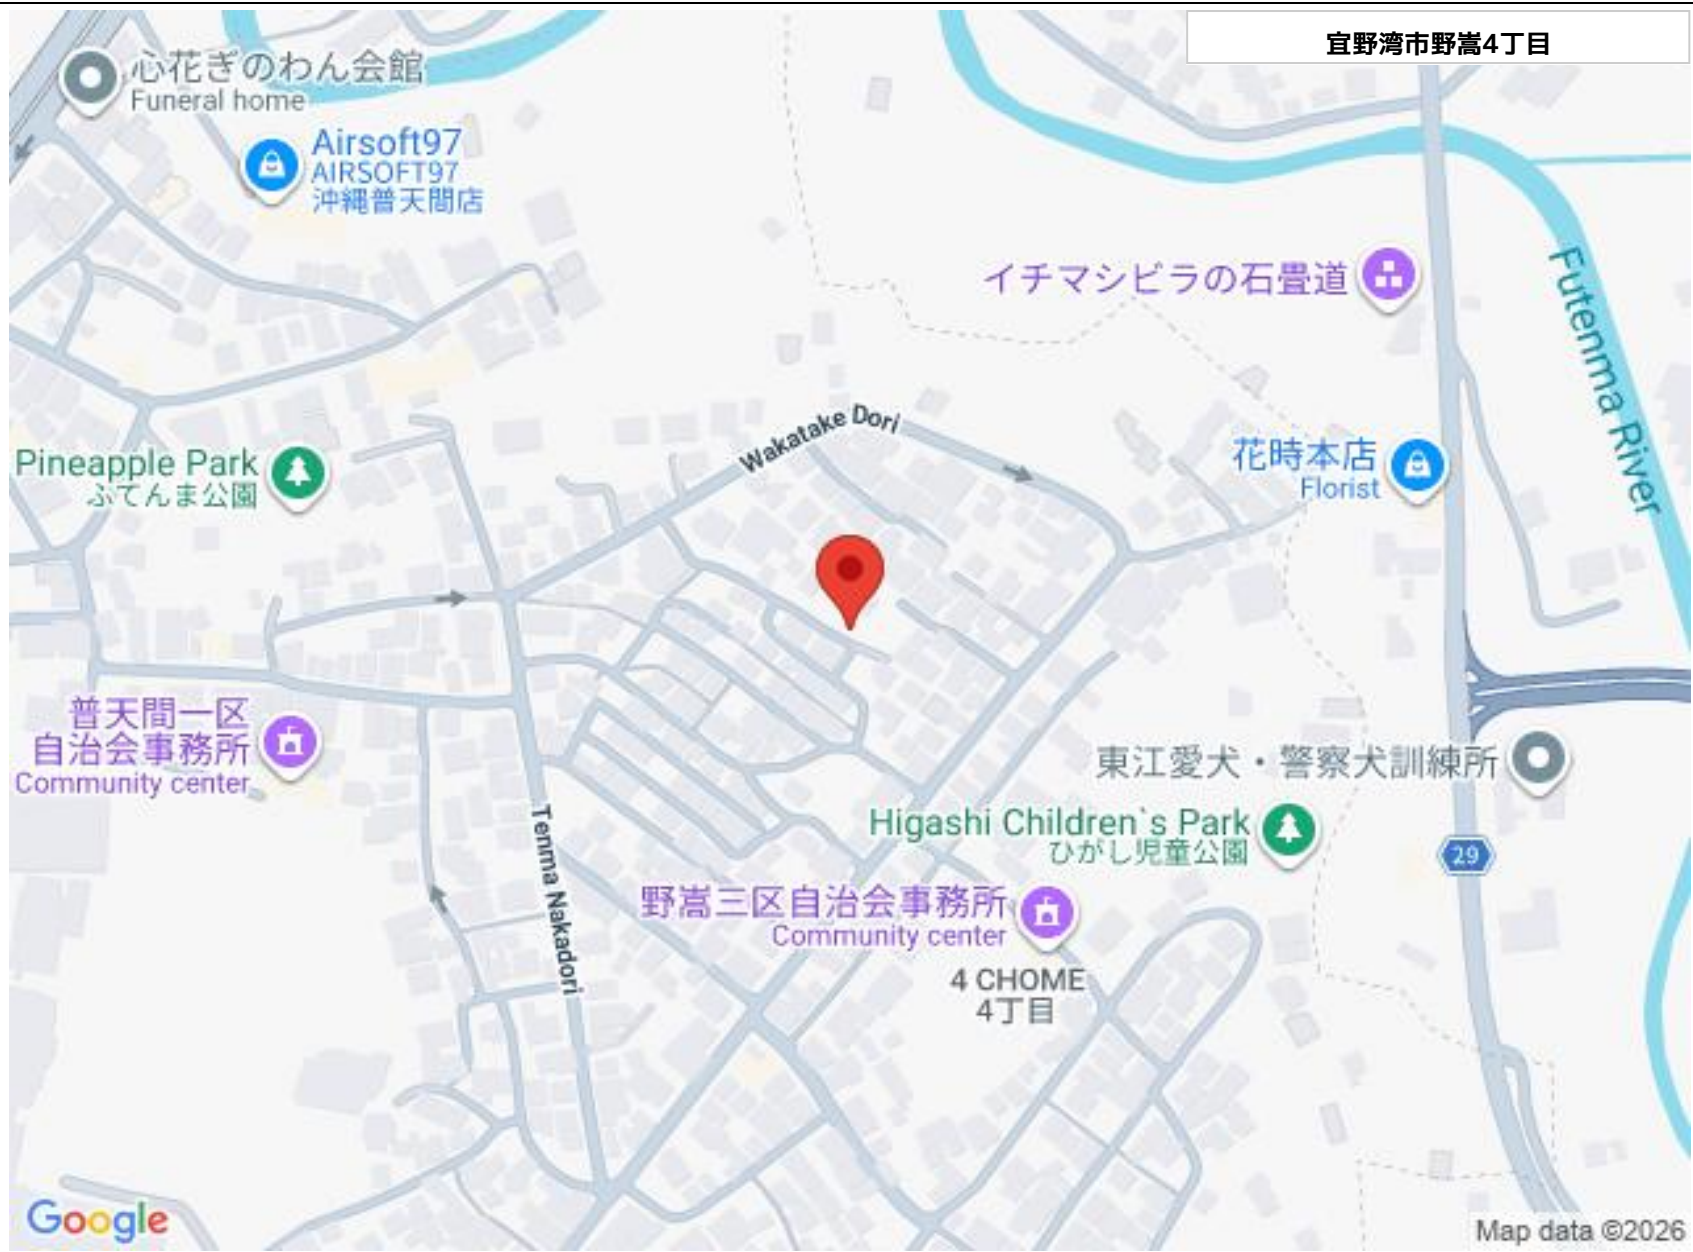 宜野湾市野嵩4丁目
心花ぎのわん会館
Funeral home
Airsoft97
AIRSOFT97
沖縄普天間店
イチマシビラの石畳道
Futenma River
Wakatake Dori
Pineapple Park
ふてんま公園
花時本店
Florist
普天間一区
自治会事務所
Community center
東江愛犬・警察犬訓練所
Higashi Children`s Park
ひがし児童公園
29
Tenma Nakadori
野嵩三区自治会事務所
Community center
4 CHOME
4丁目
Google
Map data ©2026